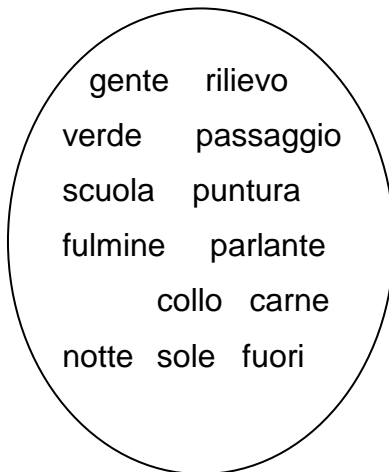 gente rilievo
verde passaggio
scuola puntura
fulmine parlante
collo carne
notte sole fuori